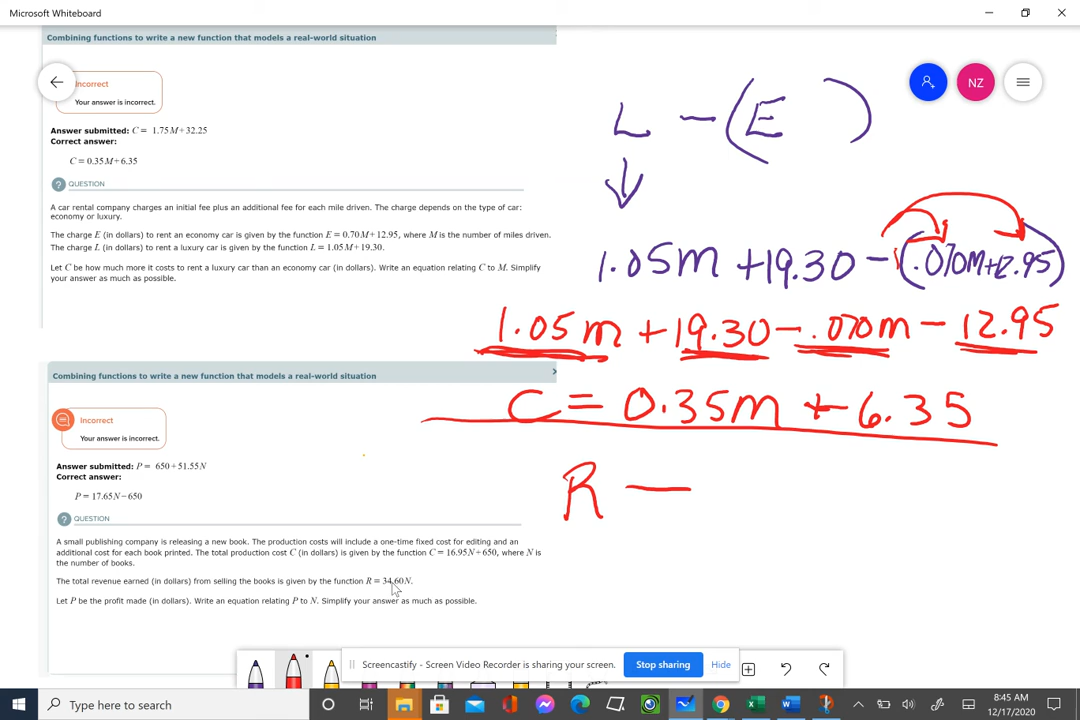 Microsoft Whiteboard
Combining functions to write a new function that models a real-world situation
Incorrect
Your answer is incorrect.
Answer submitted: C = 1.75M+32.25
Correct answer:
C = 0.35M+6.35
? QUESTION
A car rental company charges an initial fee plus an additional fee for each mile driven. The charge depends on the type of car:
economy or luxury.
The charge E (in dollars) to rent an economy car is given by the function E = 0.70M+12.95, where M is the number of miles driven.
The charge L (in dollars) to rent a luxury car is given by the function L = 1.05M+19.30.
Let C be how much more it costs to rent a luxury car than an economy car (in dollars). Write an equation relating C to M. Simplify
your answer as much as possible.
Combining functions to write a new function that models a real-world situation
Incorrect
Your answer is incorrect.
Answer submitted: P = 650+51.55N
Correct answer:
P = 17.65N−650
? QUESTION
A small publishing company is releasing a new book. The production costs will include a one-time fixed cost for editing and an
additional cost for each book printed. The total production cost C (in dollars) is given by the function C = 16.95N+650, where N is
the number of books.
The total revenue earned (in dollars) from selling the books is given by the function R = 34.60N.
Let P be the profit made (in dollars). Write an equation relating P to N. Simplify your answer as much as possible.
NZ
L − (E )
1.05m +19.30 − (.070m+12.95)
1.05m +19.30 − .070m − 12.95
C = 0.35m + 6.35
R −
Screencastify - Screen Video Recorder is sharing your screen.
Stop sharing
Hide
Type here to search
8:45 AM
12/17/2020